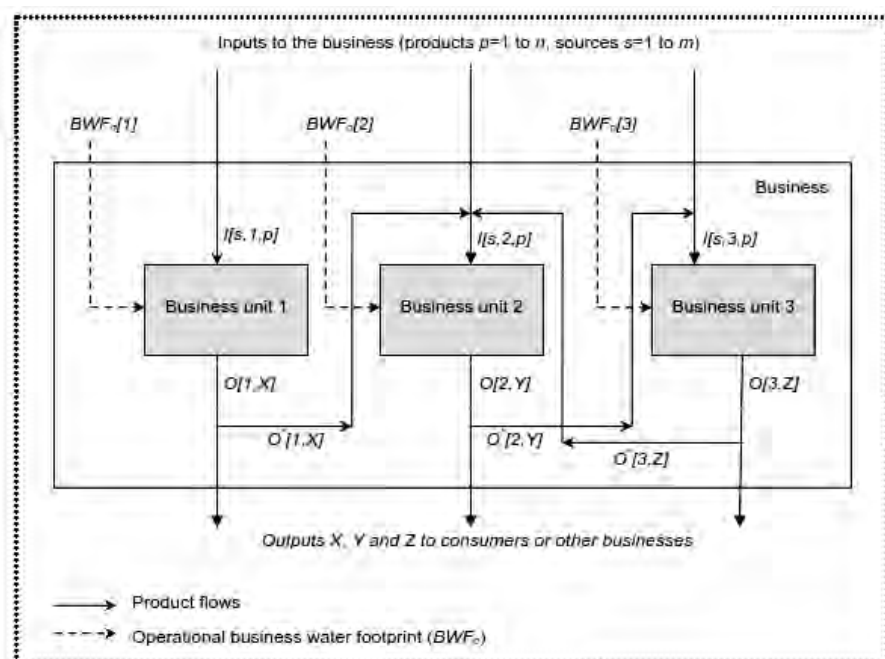 Inputs to the business (products p=1 to n, sources s=1 to m)
BWFₒ[1]
BWFₒ[2]
BWFₒ[3]
Business
I[s,1,p]
I[s,2,p]
I[s,3,p]
Business unit 1
Business unit 2
Business unit 3
O[1,X]
O[2,Y]
O[3,Z]
O*[1,X]
O*[2,Y]
O*[3,Z]
Outputs X, Y and Z to consumers or other businesses
Product flows
Operational business water footprint (BWFₒ)